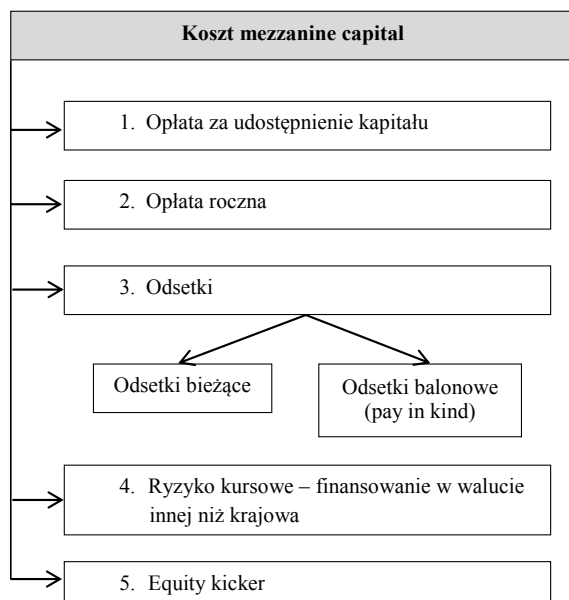 Koszt mezzanine capital
1. Opłata za udostępnienie kapitału
2. Opłata roczna
3. Odsetki
Odsetki bieżące
Odsetki balonowe
(pay in kind)
4. Ryzyko kursowe – finansowanie w walucie
innej niż krajowa
5. Equity kicker